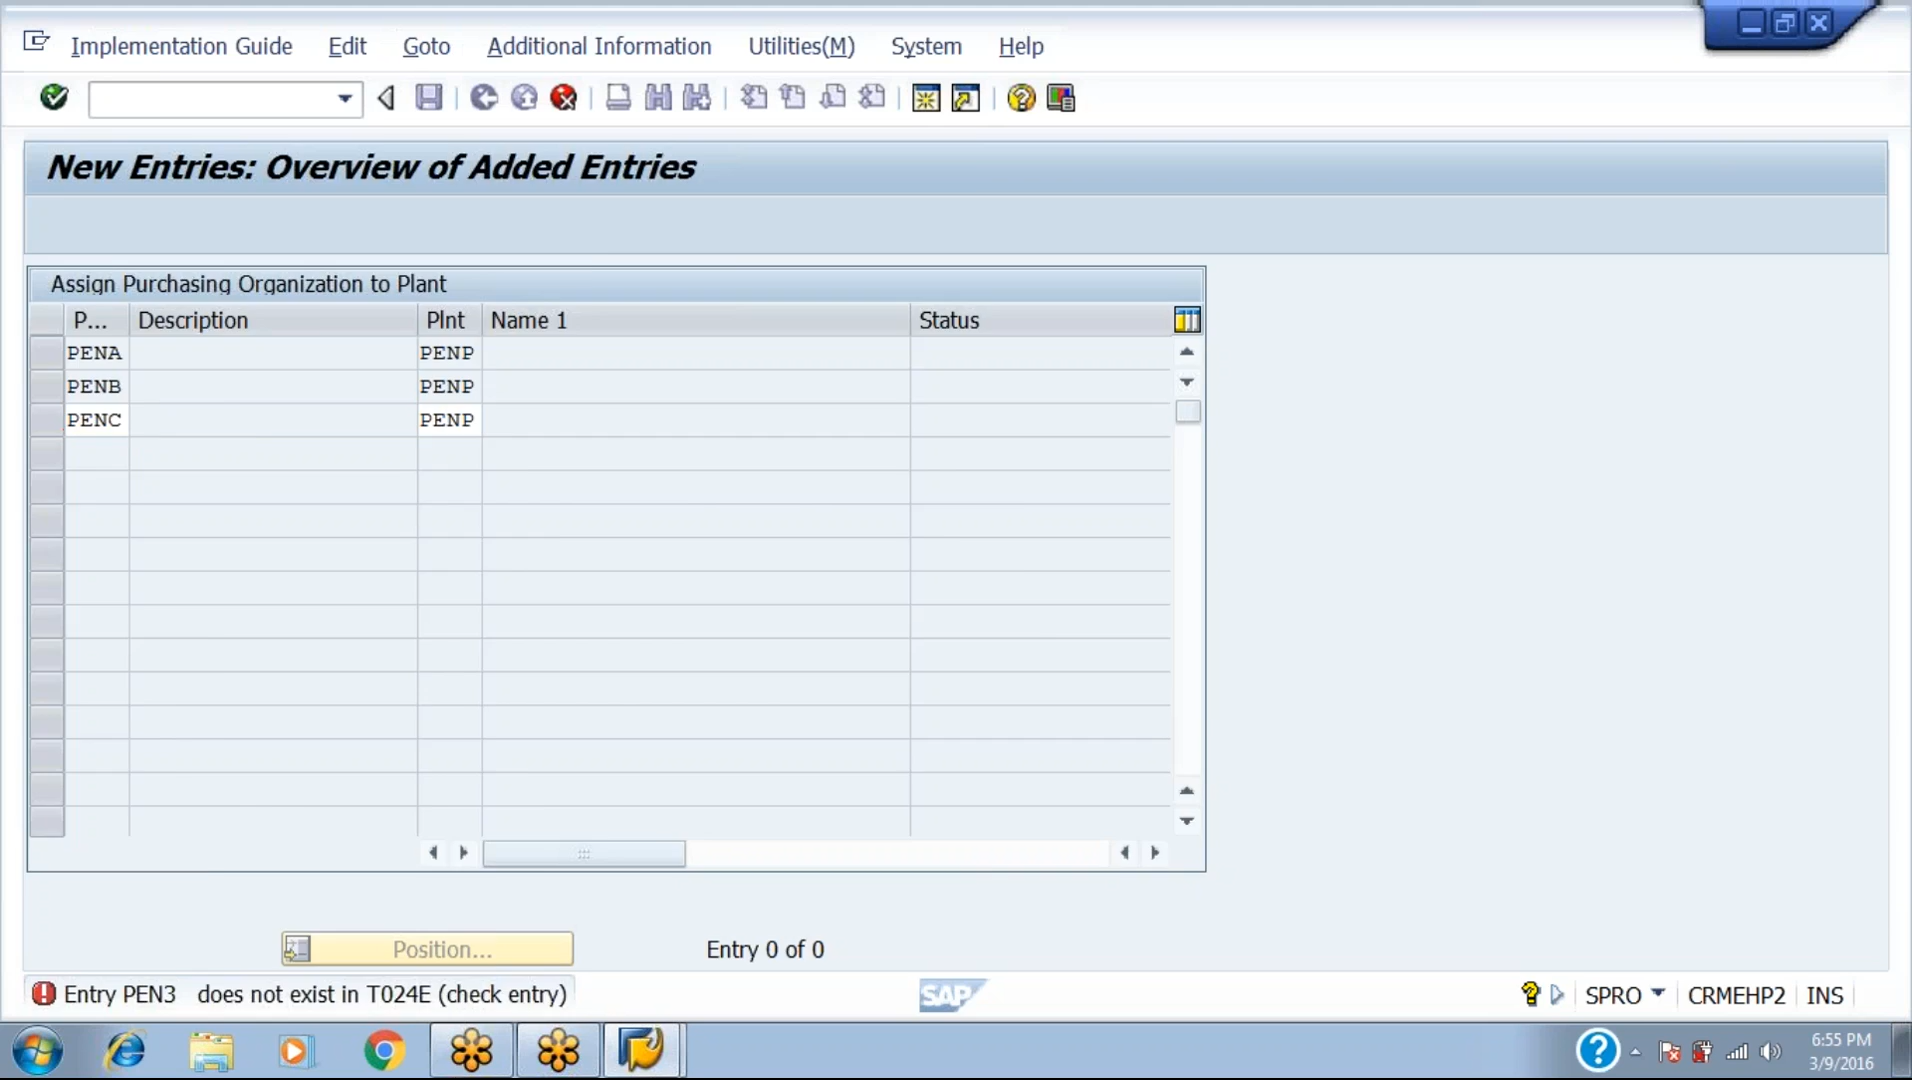 Implementation Guide Edit Goto Additional Information Utilities(M) System Help
New Entries: Overview of Added Entries
Assign Purchasing Organization to Plant
P... Description Plnt Name 1 Status
PENA PENP
PENB PENP
PENC PENP
Position... Entry 0 of 0
Entry PEN3 does not exist in T024E (check entry) SAP SPRO CRMEHP2 INS
6:55 PM
3/9/2016